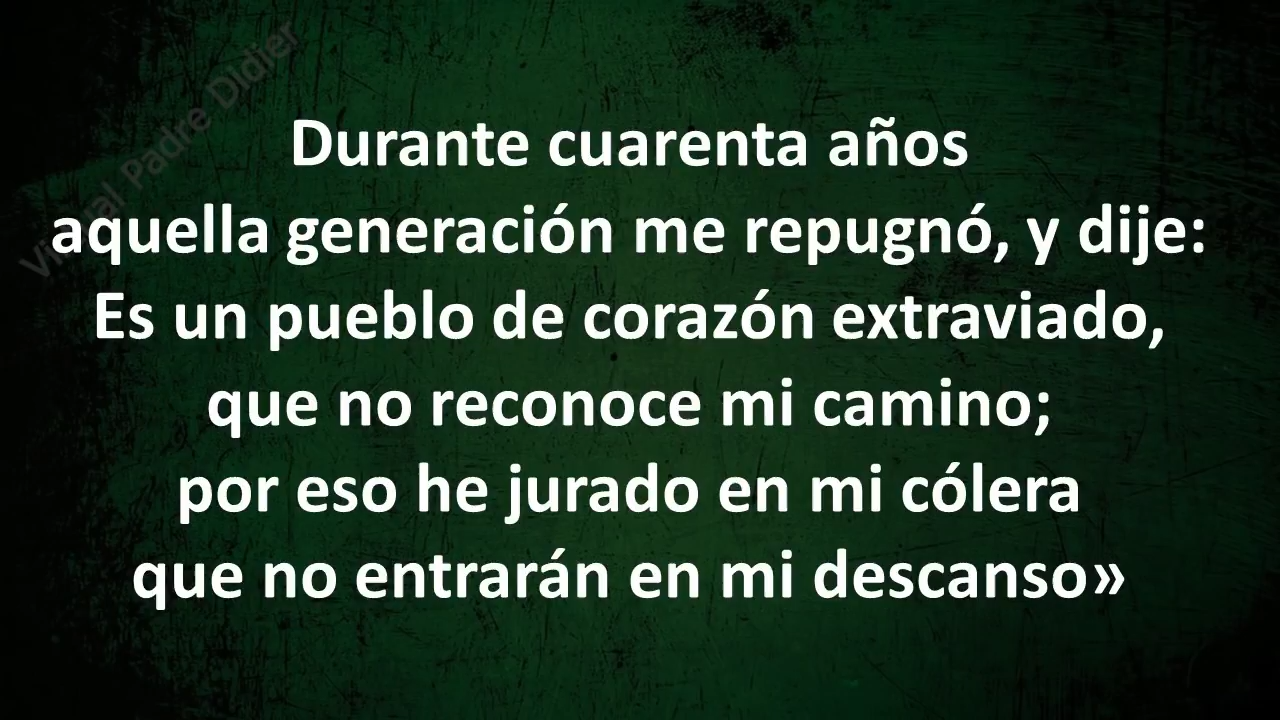 Durante cuarenta años
aquella generación me repugnó, y dije:
Es un pueblo de corazón extraviado,
que no reconoce mi camino;
por eso he jurado en mi cólera
que no entrarán en mi descanso»
Padre Didier